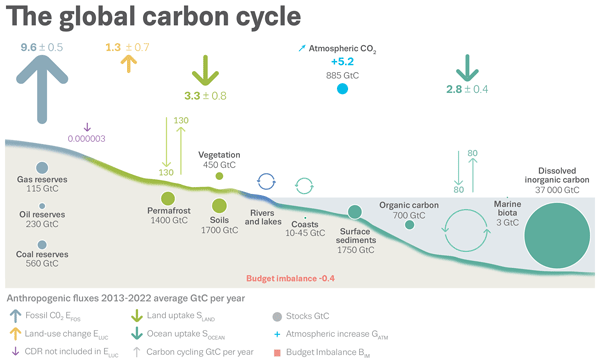 The global carbon cycle
9.6 ± 0.5
1.3 ± 0.7
3.3 ± 0.8
Atmospheric CO2
+5.2
885 GtC
2.8 ± 0.4
0.000003
130
130
80
80
Vegetation
450 GtC
Gas reserves
115 GtC
Oil reserves
230 GtC
Coal reserves
560 GtC
Permafrost
1400 GtC
Soils
1700 GtC
Rivers
and lakes
Coasts
10-45 GtC
Surface
sediments
1750 GtC
Organic carbon
700 GtC
Marine
biota
3 GtC
Dissolved
inorganic carbon
37 000 GtC
Budget imbalance -0.4
Anthropogenic fluxes 2013-2022 average GtC per year
Fossil CO2 EFOS
Land uptake SLAND
Stocks GtC
Land-use change ELUC
Ocean uptake SOCEAN
Atmospheric increase GATM
CDR not included in ELUC
Carbon cycling GtC per year
Budget Imbalance BIM